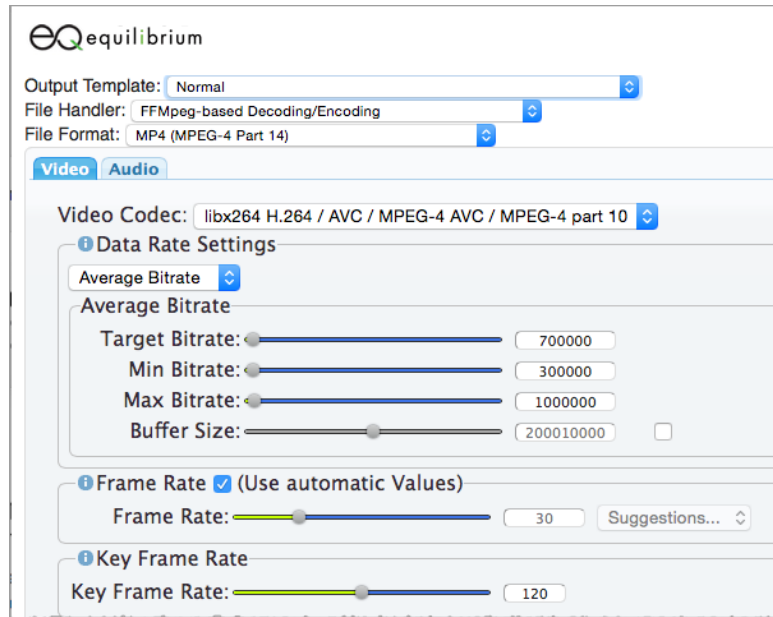 equilibrium
Output Template: Normal
File Handler: FFMpeg-based Decoding/Encoding
File Format: MP4 (MPEG-4 Part 14)
Video Audio
Video Codec: libx264 H.264 / AVC / MPEG-4 AVC / MPEG-4 part 10
Data Rate Settings
Average Bitrate
Average Bitrate
Target Bitrate: 700000
Min Bitrate: 300000
Max Bitrate: 1000000
Buffer Size: 200010000
Frame Rate (Use automatic Values)
Frame Rate: 30 Suggestions...
Key Frame Rate
Key Frame Rate: 120